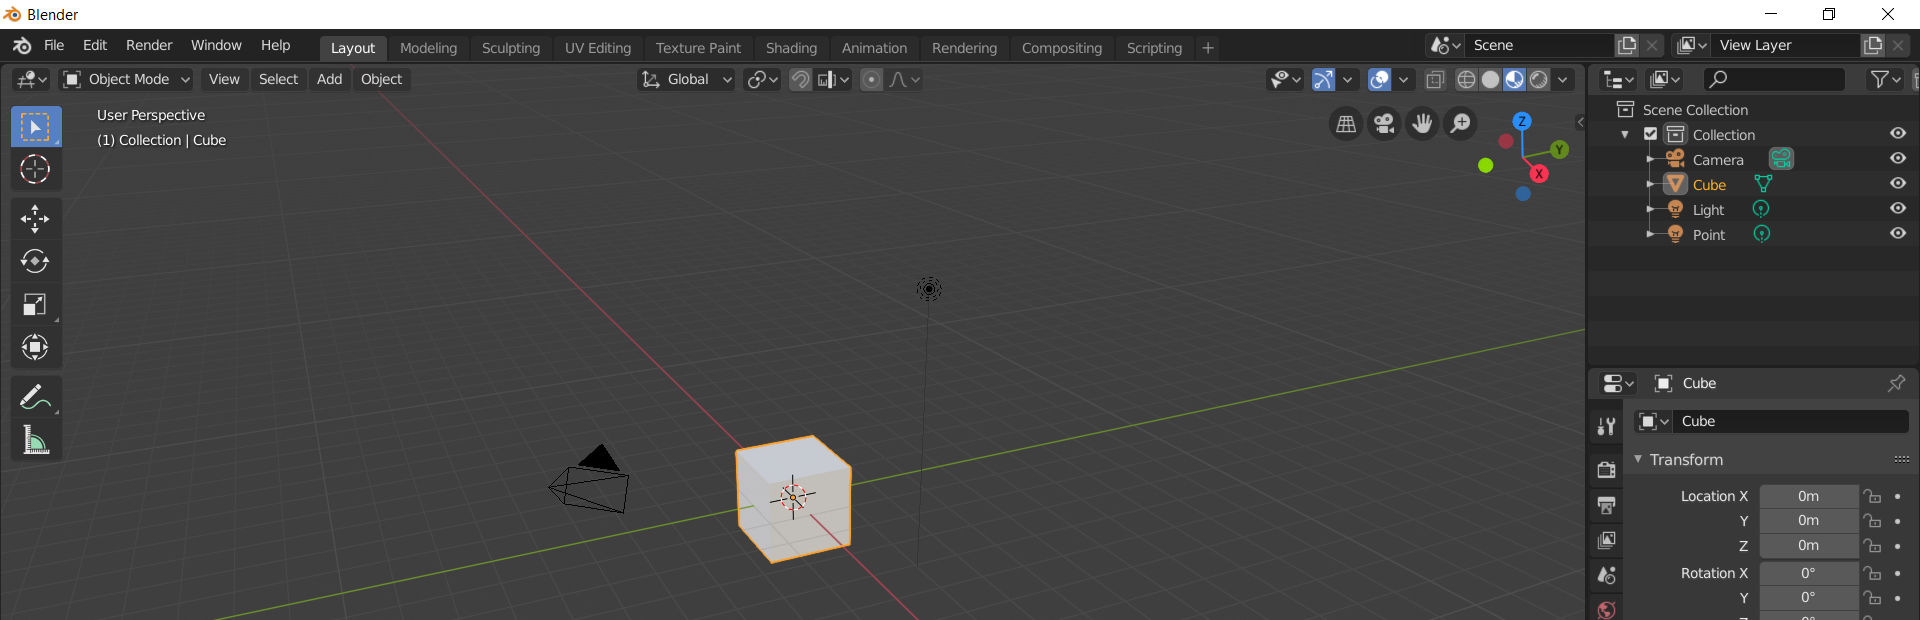 Blender
File Edit Render Window Help Layout Modeling Sculpting UV Editing Texture Paint Shading Animation Rendering Compositing Scripting + Scene View Layer
Object Mode View Select Add Object Global
User Perspective
(1) Collection | Cube
Z
Y
X
Scene Collection
Collection
Camera
Cube
Light
Point
Cube
Cube
Transform
Location X 0m
Y 0m
Z 0m
Rotation X 0°
Y 0°